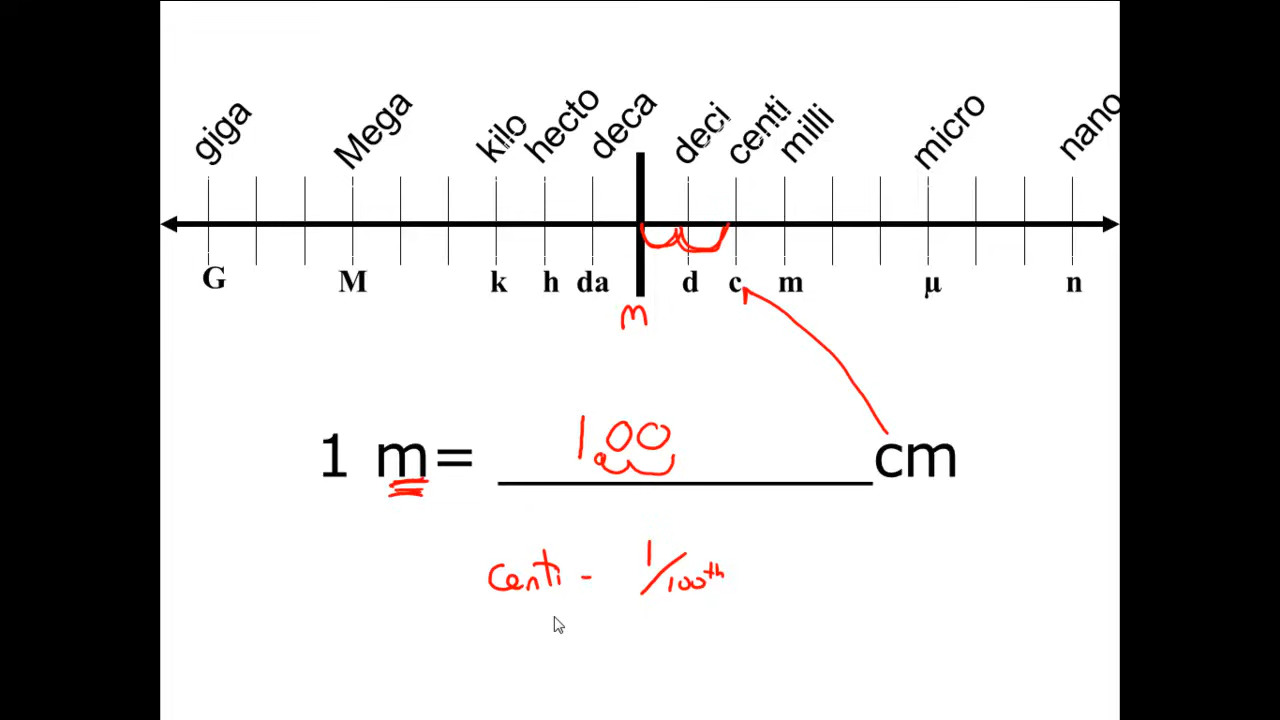 giga Mega kilo hecto deca deci centi milli micro nano
G M k h da d c m μ n
m
1 m= 100 cm
Centi - 1/100th